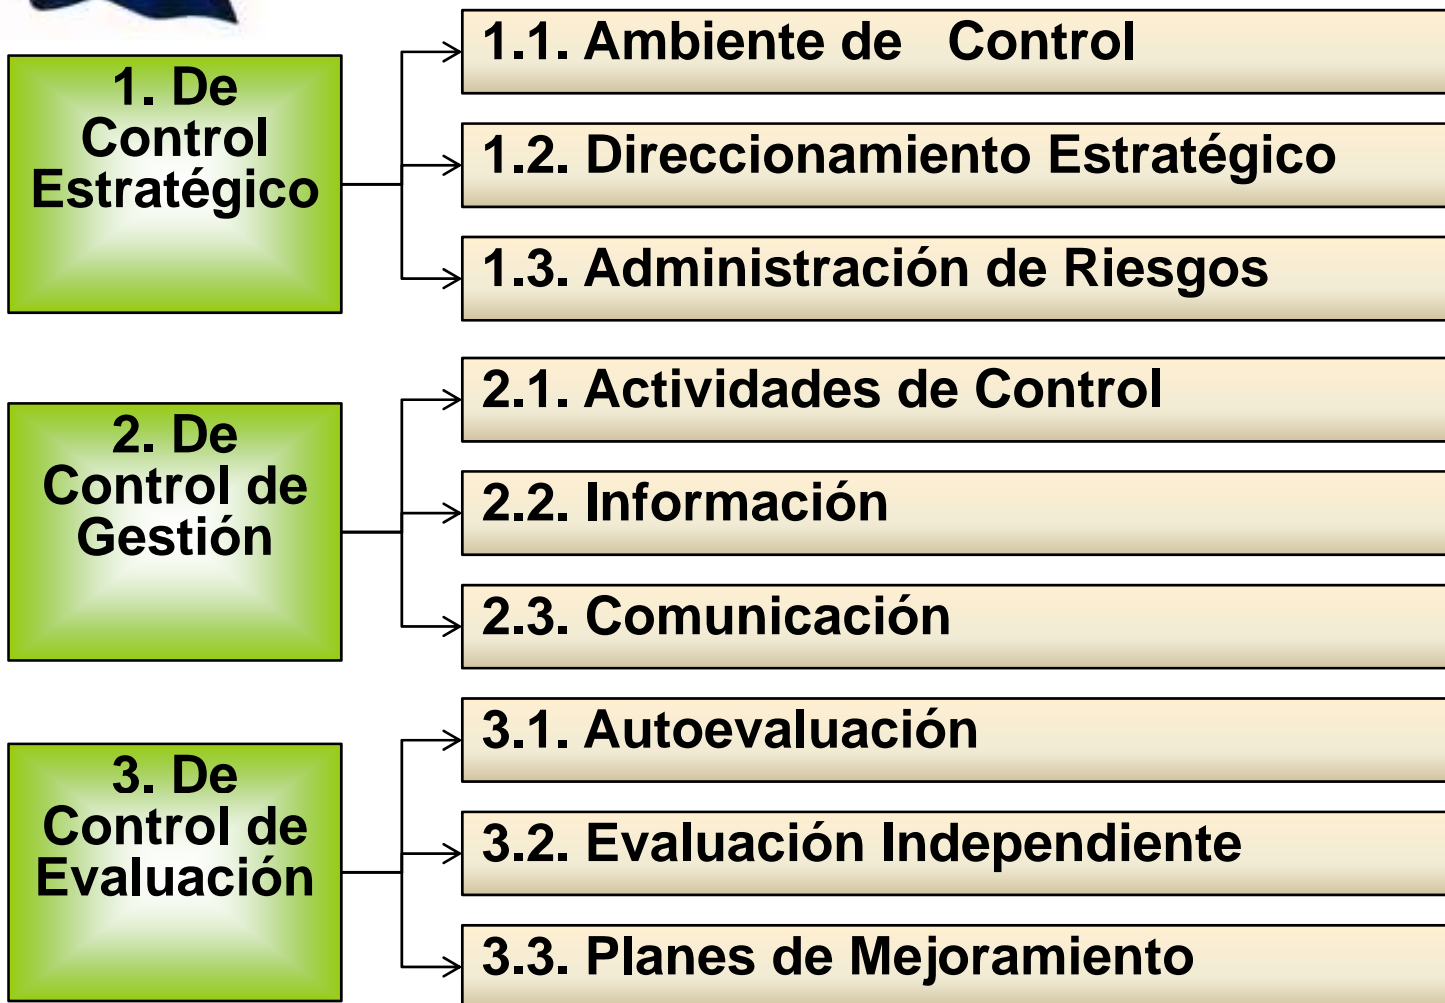 1. De
Control
Estratégico
1.1. Ambiente de   Control
1.2. Direccionamiento Estratégico
1.3. Administración de Riesgos
2. De
Control de
Gestión
2.1. Actividades de Control
2.2. Información
2.3. Comunicación
3. De
Control de
Evaluación
3.1. Autoevaluación
3.2. Evaluación Independiente
3.3. Planes de Mejoramiento